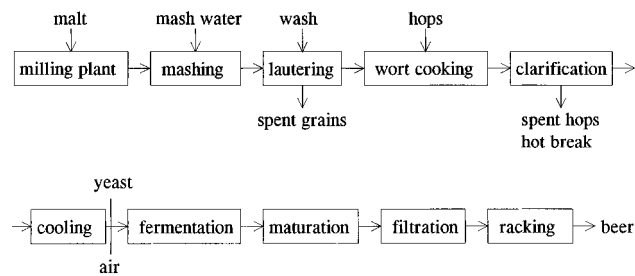 malt mash water wash hops
milling plant mashing lautering wort cooking clarification
spent grains spent hops
hot break
yeast
cooling fermentation maturation filtration racking beer
air